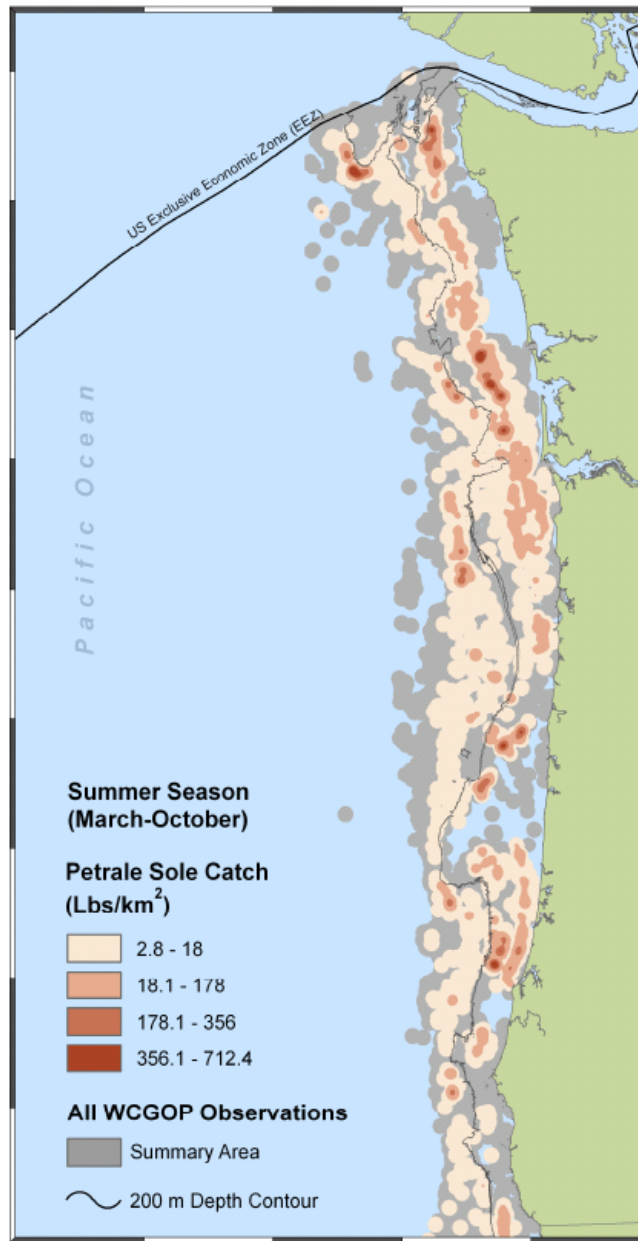 US Exclusive Economic Zone (EEZ)
Pacific Ocean
Summer Season
(March-October)
Petrale Sole Catch
(Lbs/km²)
2.8 - 18
18.1 - 178
178.1 - 356
356.1 - 712.4
All WCGOP Observations
Summary Area
200 m Depth Contour